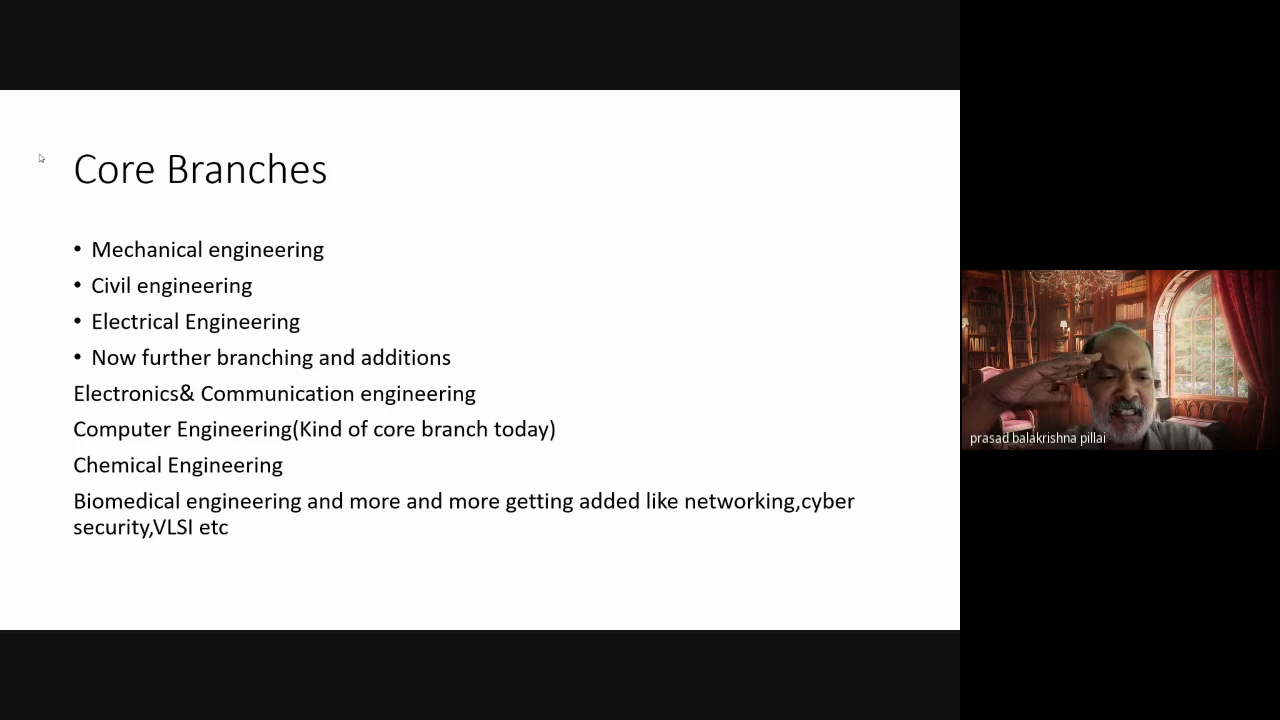 Core Branches
• Mechanical engineering
• Civil engineering
• Electrical Engineering
• Now further branching and additions
Electronics& Communication engineering
Computer Engineering(Kind of core branch today)
Chemical Engineering
Biomedical engineering and more and more getting added like networking,cyber
security,VLSI etc
prasad balakrishna pillai